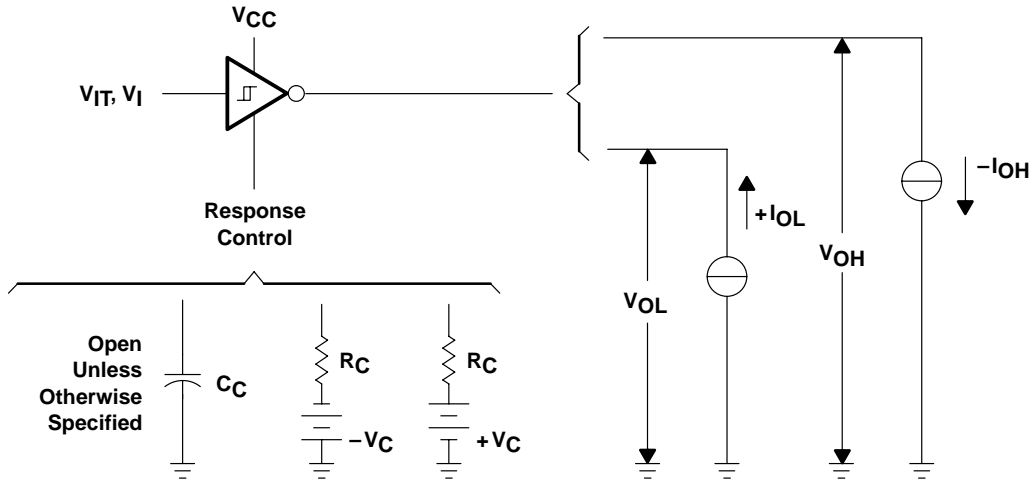 VCC
VIT, VI
Response
Control
–IOH
+IOL
VOH
VOL
Open
Unless
Otherwise
Specified
CC
RC
–VC
RC
+VC